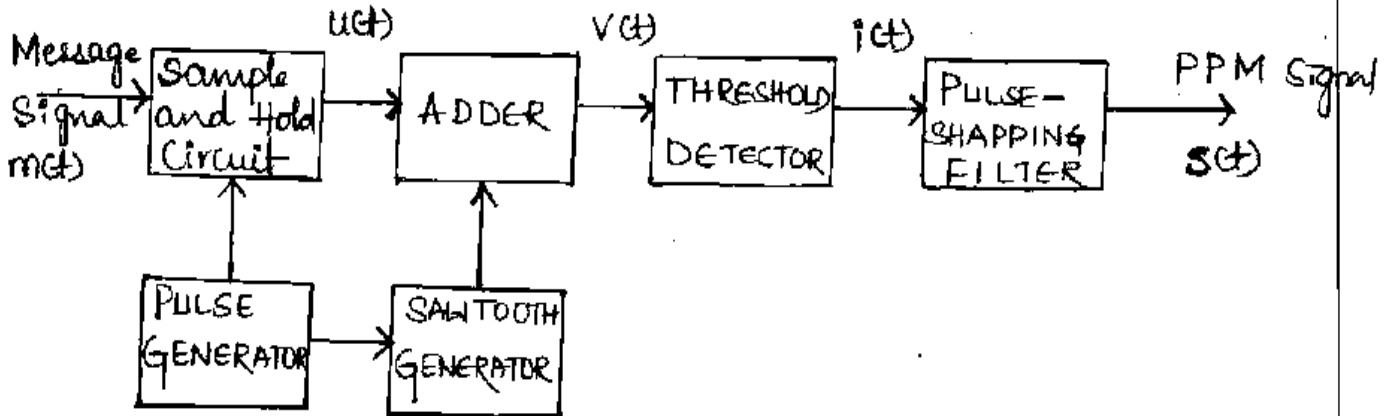 Message
Signal
m(t)
Sample
and Hold
Circuit
u(t)
ADDER
V(t)
THRESHOLD
DETECTOR
i(t)
PULSE-
SHAPPING
FILTER
PPM Signal
s(t)
PULSE
GENERATOR
SAWTOOTH
GENERATOR